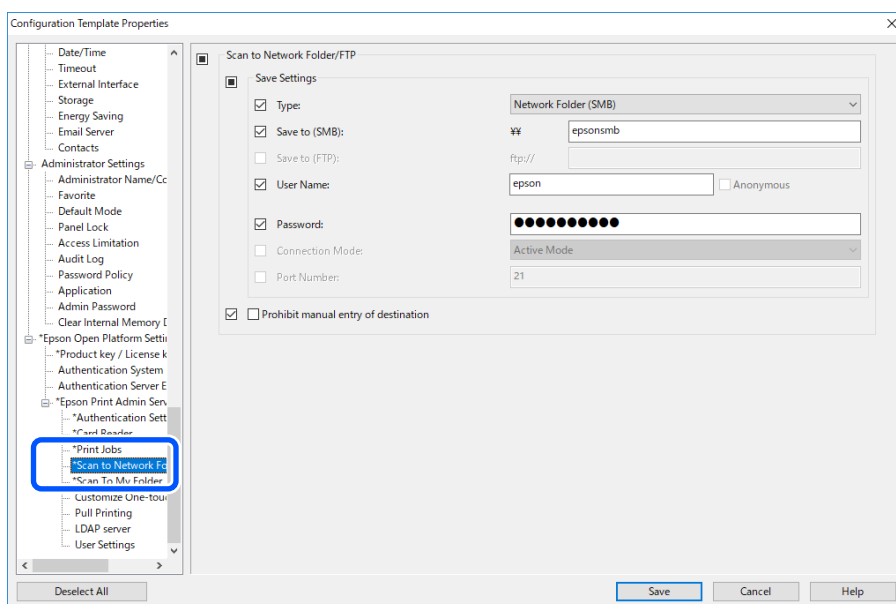 Configuration Template Properties
Date/Time
Timeout
External Interface
Storage
Energy Saving
Email Server
Contacts
Administrator Settings
Administrator Name/Co
Favorite
Default Mode
Panel Lock
Access Limitation
Audit Log
Password Policy
Application
Admin Password
Clear Internal Memory D
*Epson Open Platform Settin
*Product key / License k
Authentication System
Authentication Server E
*Epson Print Admin Serv
*Authentication Sett
*Card Reader
*Print Jobs
*Scan to Network Fo
*Scan To My Folder
Customize One-touc
Pull Printing
LDAP server
User Settings
Scan to Network Folder/FTP
Save Settings
Type: Network Folder (SMB)
Save to (SMB): ¥¥ epsonsmb
Save to (FTP): ftp://
User Name: epson Anonymous
Password: ●●●●●●●●●●
Connection Mode: Active Mode
Port Number: 21
Prohibit manual entry of destination
Deselect All Save Cancel Help